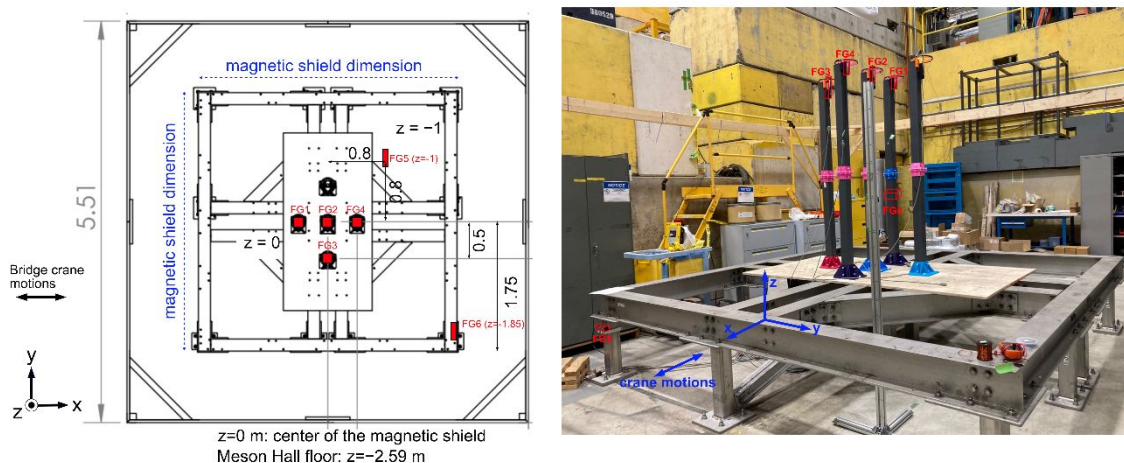 magnetic shield dimension
magnetic shield dimension
5.51
z = −1
0.8
FG5 (z=-1)
0.8
FG1
FG2
FG4
z = 0
FG3
0.5
1.75
FG6 (z=-1.85)
Bridge crane
motions
y
z
x
z=0 m: center of the magnetic shield
Meson Hall floor: z=−2.59 m
FG4
FG3
FG2
FG1
NOTICE
NOTICE
z
x
y
crane motions